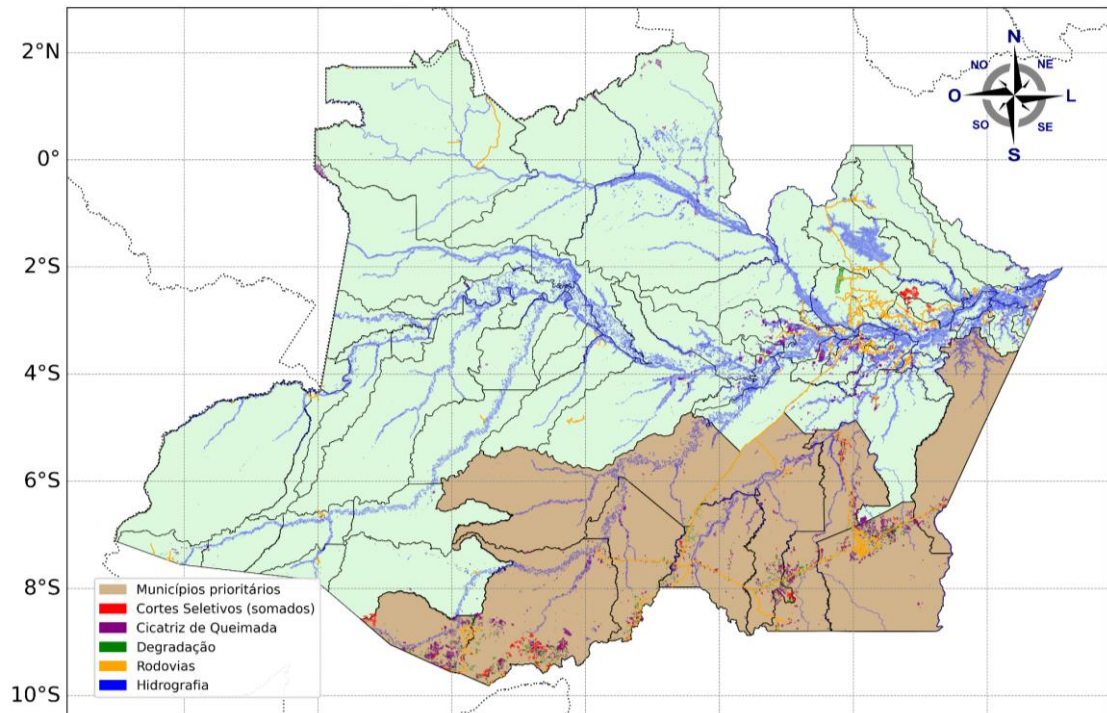 N
NO
NE
O
L
SO
SE
S
2°N
0°
2°S
4°S
6°S
8°S
10°S
Municípios prioritários
Cortes Seletivos (somados)
Cicatriz de Queimada
Degradação
Rodovias
Hidrografia